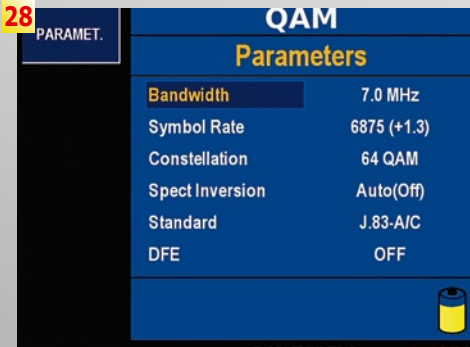 28
PARAMET.
QAM
Parameters
Bandwidth 7.0 MHz
Symbol Rate 6875 (+1.3)
Constellation 64 QAM
Spect Inversion Auto(Off)
Standard J.83-A/C
DFE OFF